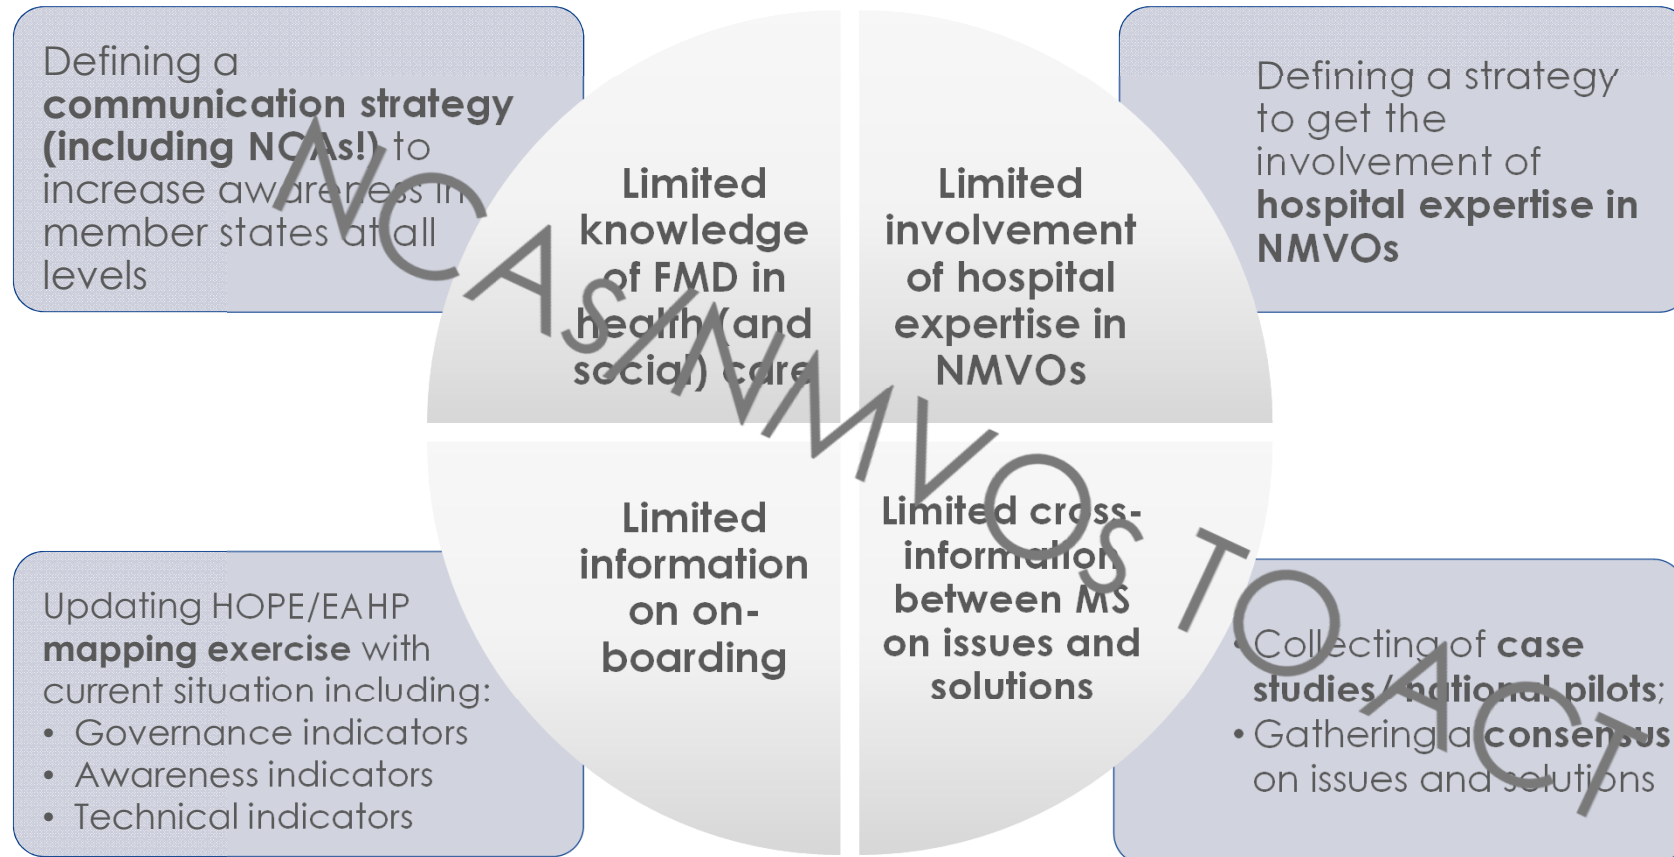 Defining a
communication strategy
(including NCAs!) to
increase awareness in
member states at all
levels
Limited
knowledge
of FMD in
health (and
social) care
Limited
involvement
of hospital
expertise in
NMVOs
Defining a strategy
to get the
involvement of
hospital expertise in
NMVOs
Updating HOPE/EAHP
mapping exercise with
current situation including:
• Governance indicators
• Awareness indicators
• Technical indicators
Limited
information
on on-
boarding
Limited cross-
information
between MS
on issues and
solutions
• Collecting of case
studies/ national pilots;
• Gathering a consensus
on issues and solutions
NCAS/NMVOS TO ACT